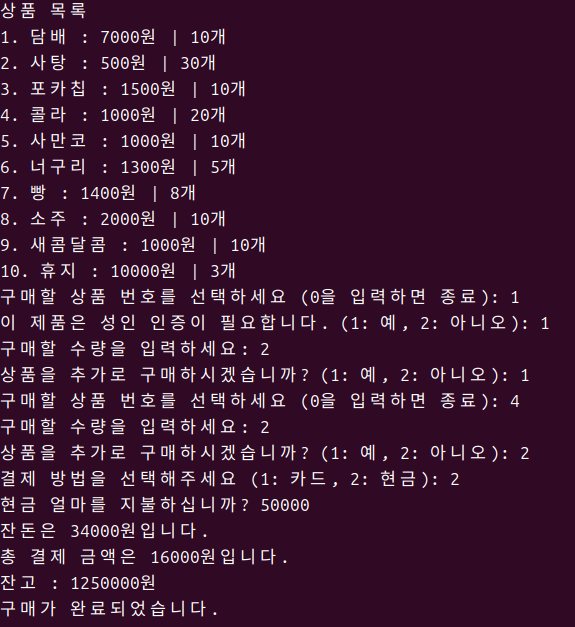 상품 목록
1. 담배 : 7000원 | 10개
2. 사탕 : 500원 | 30개
3. 포카칩 : 1500원 | 10개
4. 콜라 : 1000원 | 20개
5. 사만코 : 1000원 | 10개
6. 너구리 : 1300원 | 5개
7. 빵 : 1400원 | 8개
8. 소주 : 2000원 | 10개
9. 새콤달콤 : 1000원 | 10개
10. 휴지 : 10000원 | 3개
구매할 상품 번호를 선택하세요 (0을 입력하면 종료): 1
이 제품은 성인 인증이 필요합니다. (1: 예, 2: 아니오): 1
구매할 수량을 입력하세요: 2
상품을 추가로 구매하시겠습니까? (1: 예, 2: 아니오): 1
구매할 상품 번호를 선택하세요 (0을 입력하면 종료): 4
구매할 수량을 입력하세요: 2
상품을 추가로 구매하시겠습니까? (1: 예, 2: 아니오): 2
결제 방법을 선택해주세요 (1: 카드, 2: 현금): 2
현금 얼마를 지불하십니까? 50000
잔돈은 34000원입니다.
총 결제 금액은 16000원입니다.
잔고 : 1250000원
구매가 완료되었습니다.